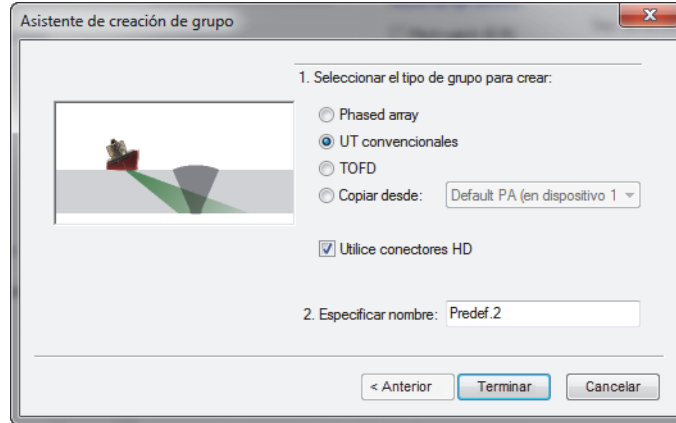 Asistente de creación de grupo
1. Seleccionar el tipo de grupo para crear:
Phased array
UT convencionales
TOFD
Copiar desde: Default PA (en dispositivo 1
Utilice conectores HD
2. Especificar nombre: Predef.2
< Anterior Terminar Cancelar